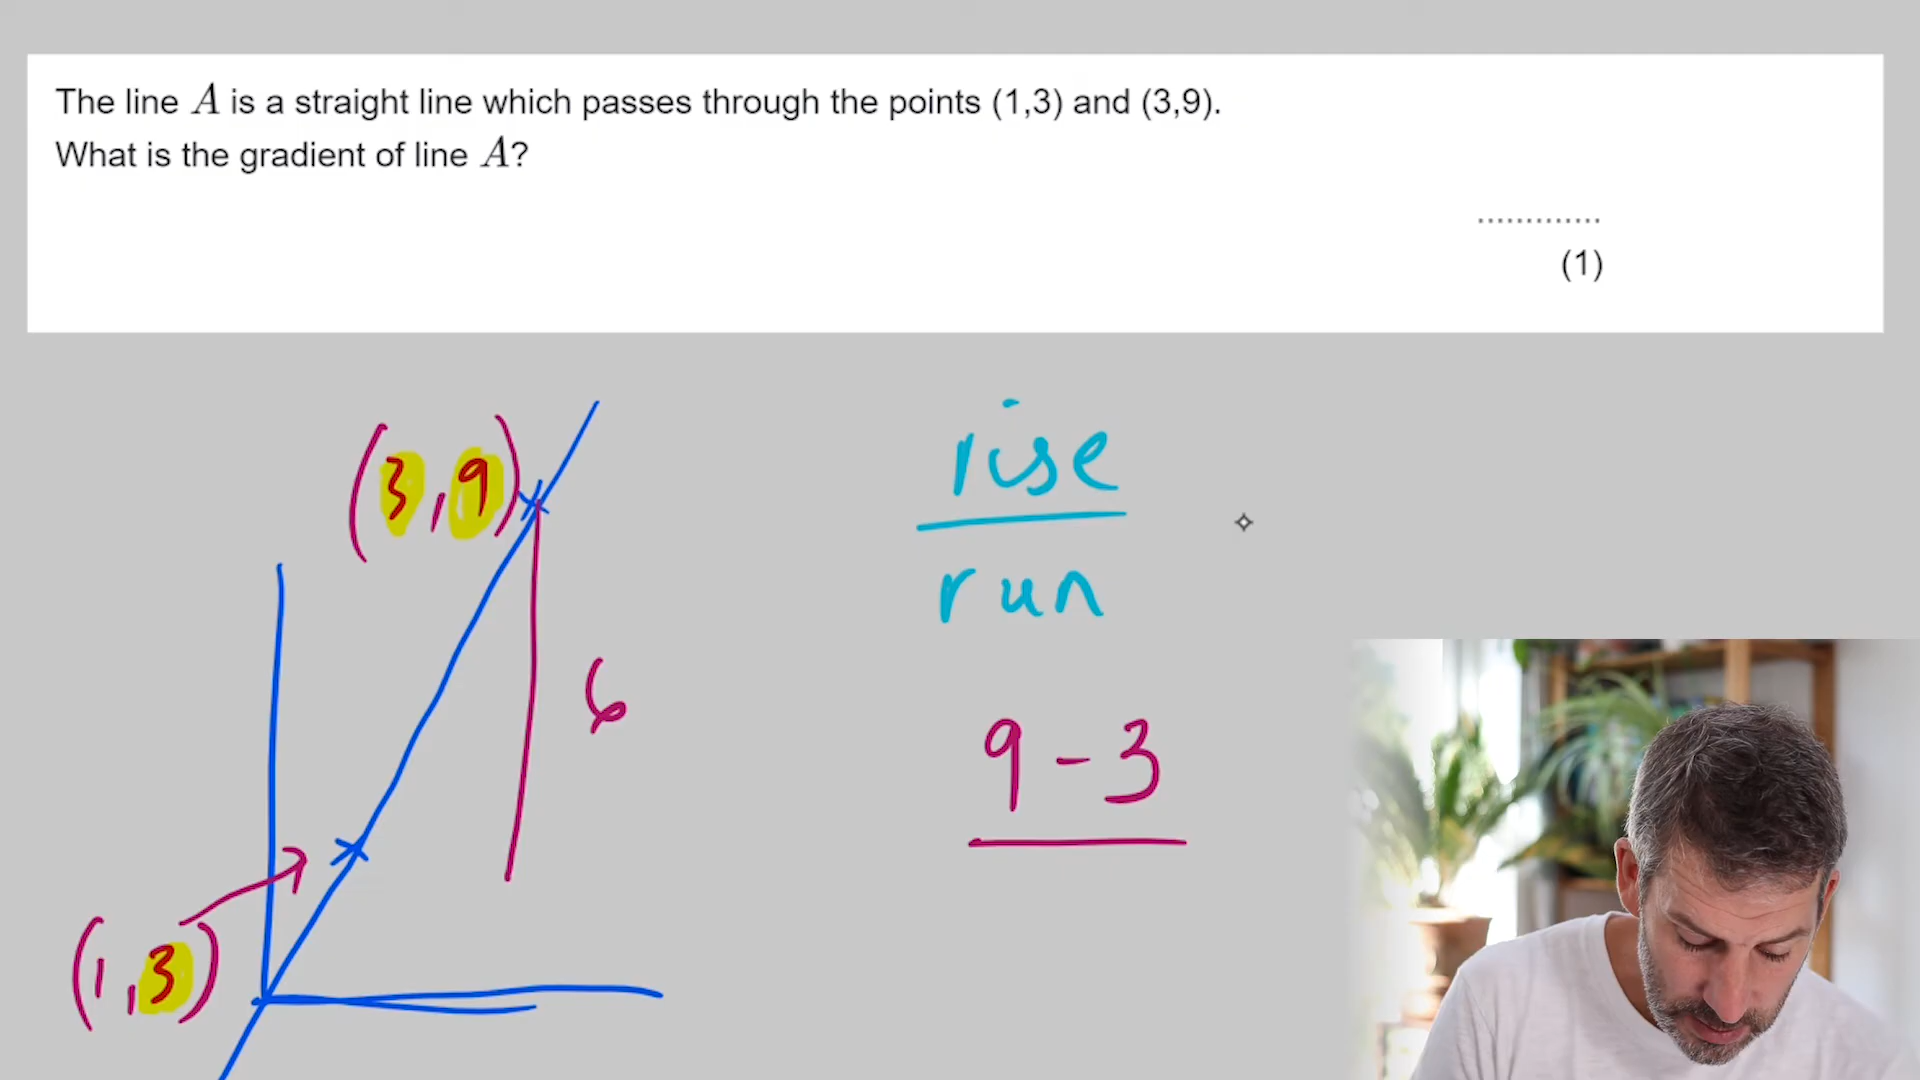 The line A is a straight line which passes through the points (1,3) and (3,9).
What is the gradient of line A?
.............
(1)
(3,9)
rise
run
6
9-3
(1,3)